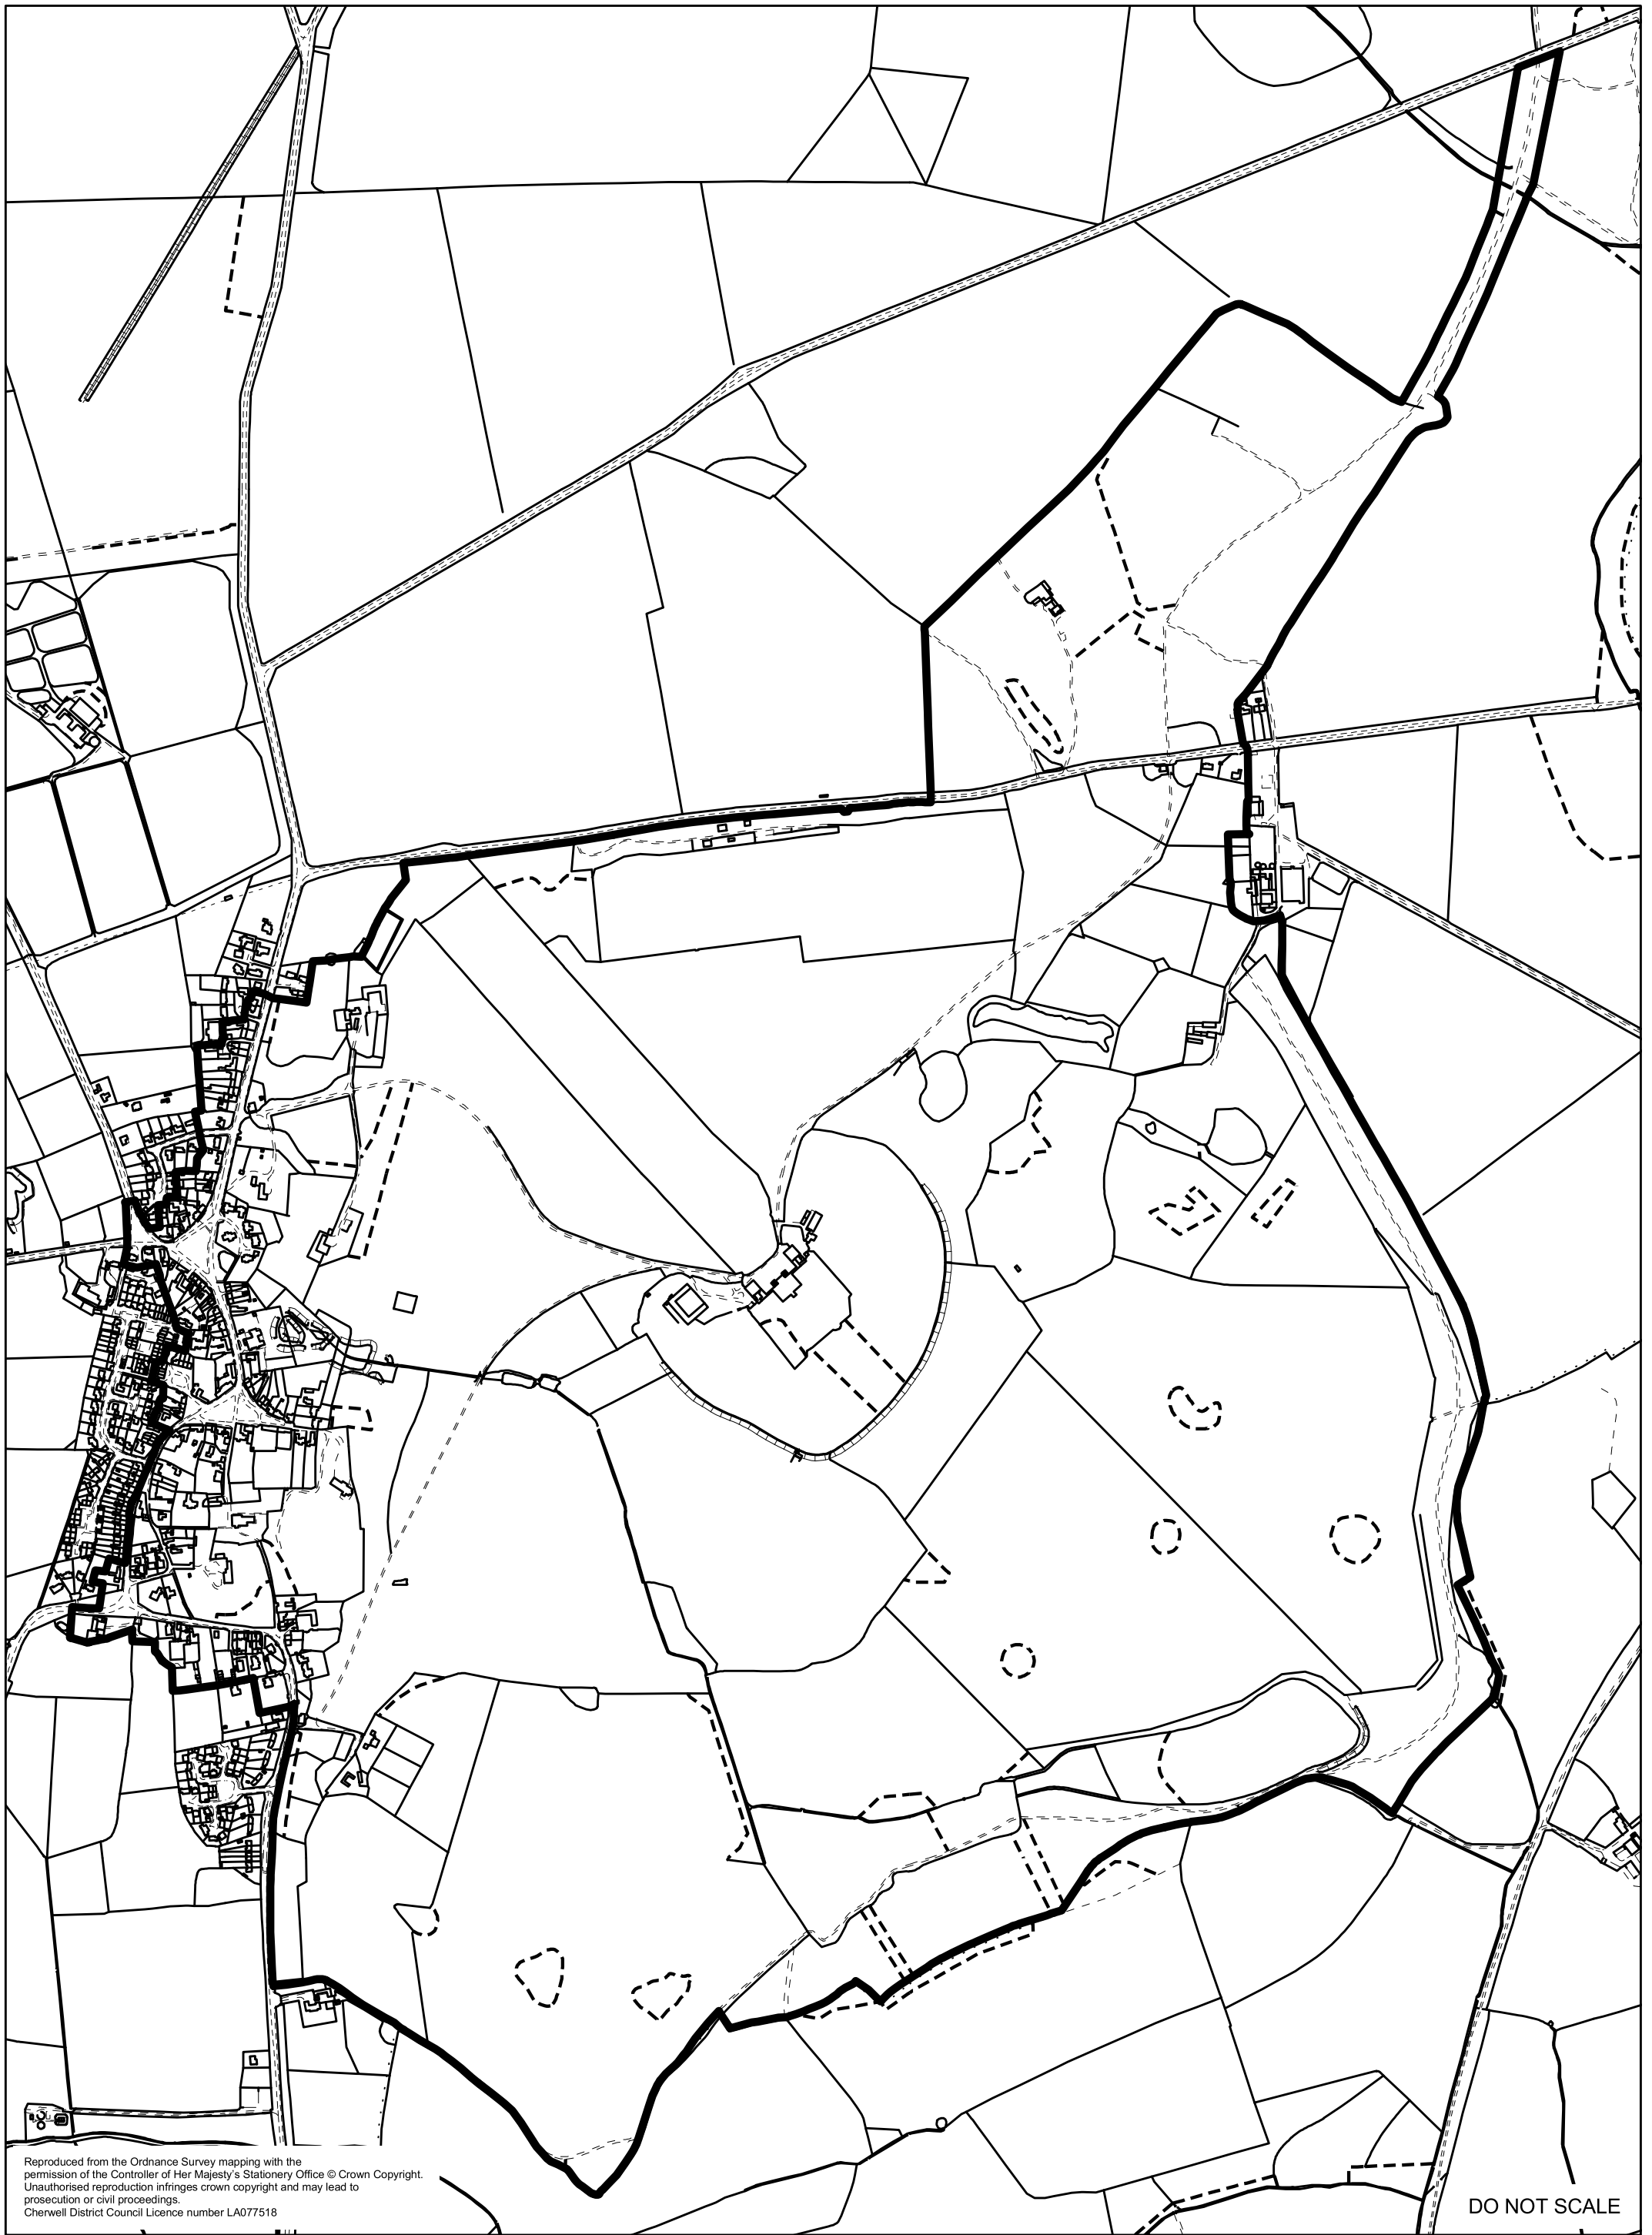 Reproduced from the Ordnance Survey mapping with the
permission of the Controller of Her Majesty's Stationery Office © Crown Copyright.
Unauthorised reproduction infringes crown copyright and may lead to
prosecution or civil proceedings.
Cherwell District Council Licence number LA077518
DO NOT SCALE